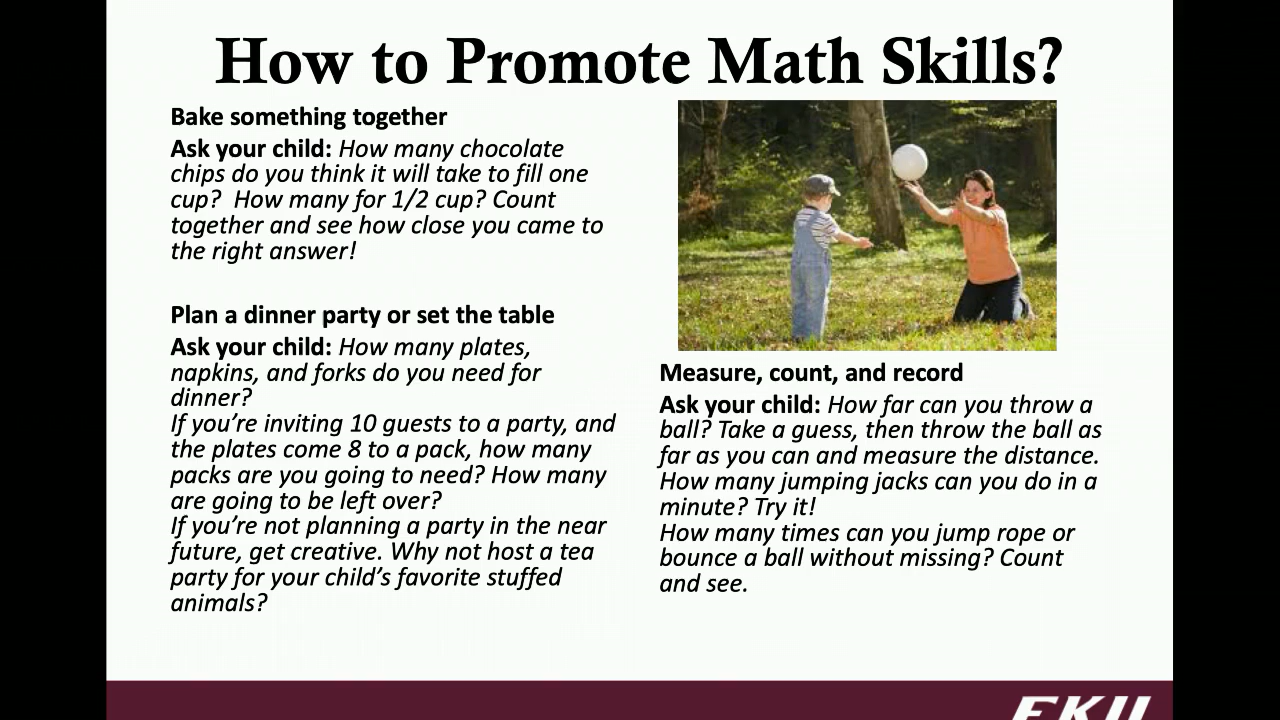 How to Promote Math Skills?
Bake something together
Ask your child: How many chocolate
chips do you think it will take to fill one
cup?  How many for 1/2 cup? Count
together and see how close you came to
the right answer!
Plan a dinner party or set the table
Ask your child: How many plates,
napkins, and forks do you need for
dinner?
If you’re inviting 10 guests to a party, and
the plates come 8 to a pack, how many
packs are you going to need? How many
are going to be left over?
If you’re not planning a party in the near
future, get creative. Why not host a tea
party for your child’s favorite stuffed
animals?
Measure, count, and record
Ask your child: How far can you throw a
ball? Take a guess, then throw the ball as
far as you can and measure the distance.
How many jumping jacks can you do in a
minute? Try it!
How many times can you jump rope or
bounce a ball without missing? Count
and see.
EKU